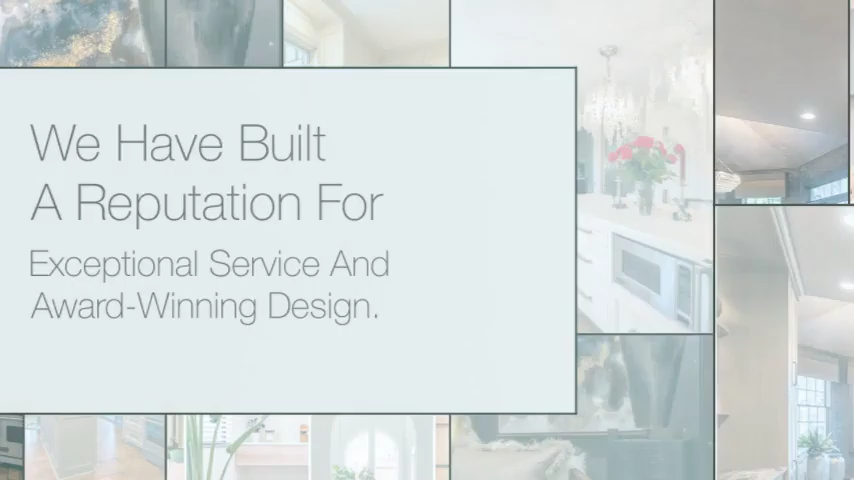 We Have Built
A Reputation For
Exceptional Service And
Award-Winning Design.